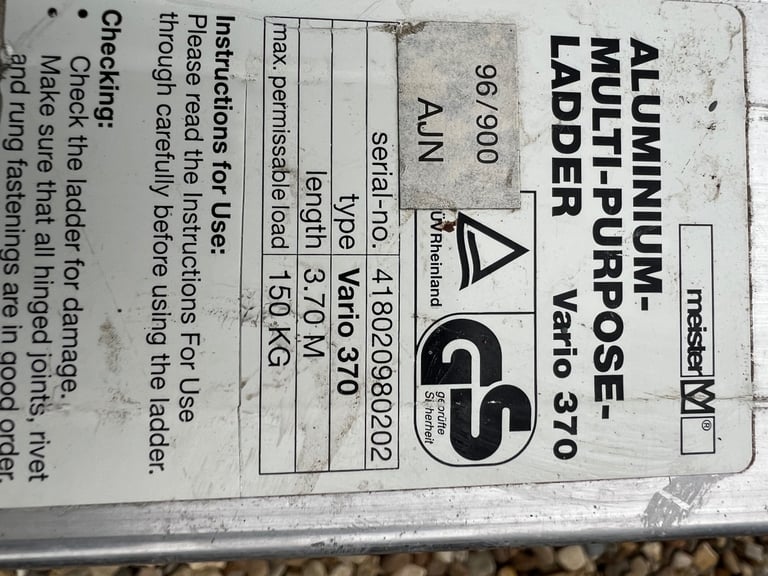 meister M®
ALUMINIUM-
MULTI-PURPOSE-
LADDER Vario 370
96/900
AJN
ÜVRheinland
GS
geprüfte
Sicherheit
serial-no. 418020980202
type Vario 370
length 3.70 M
max. permissable load 150 KG
Instructions for Use:
Please read the Instructions For Use
through carefully before using the ladder.
Checking:
• Check the ladder for damage.
• Make sure that all hinged joints, rivet
and rung fastenings are in good order.